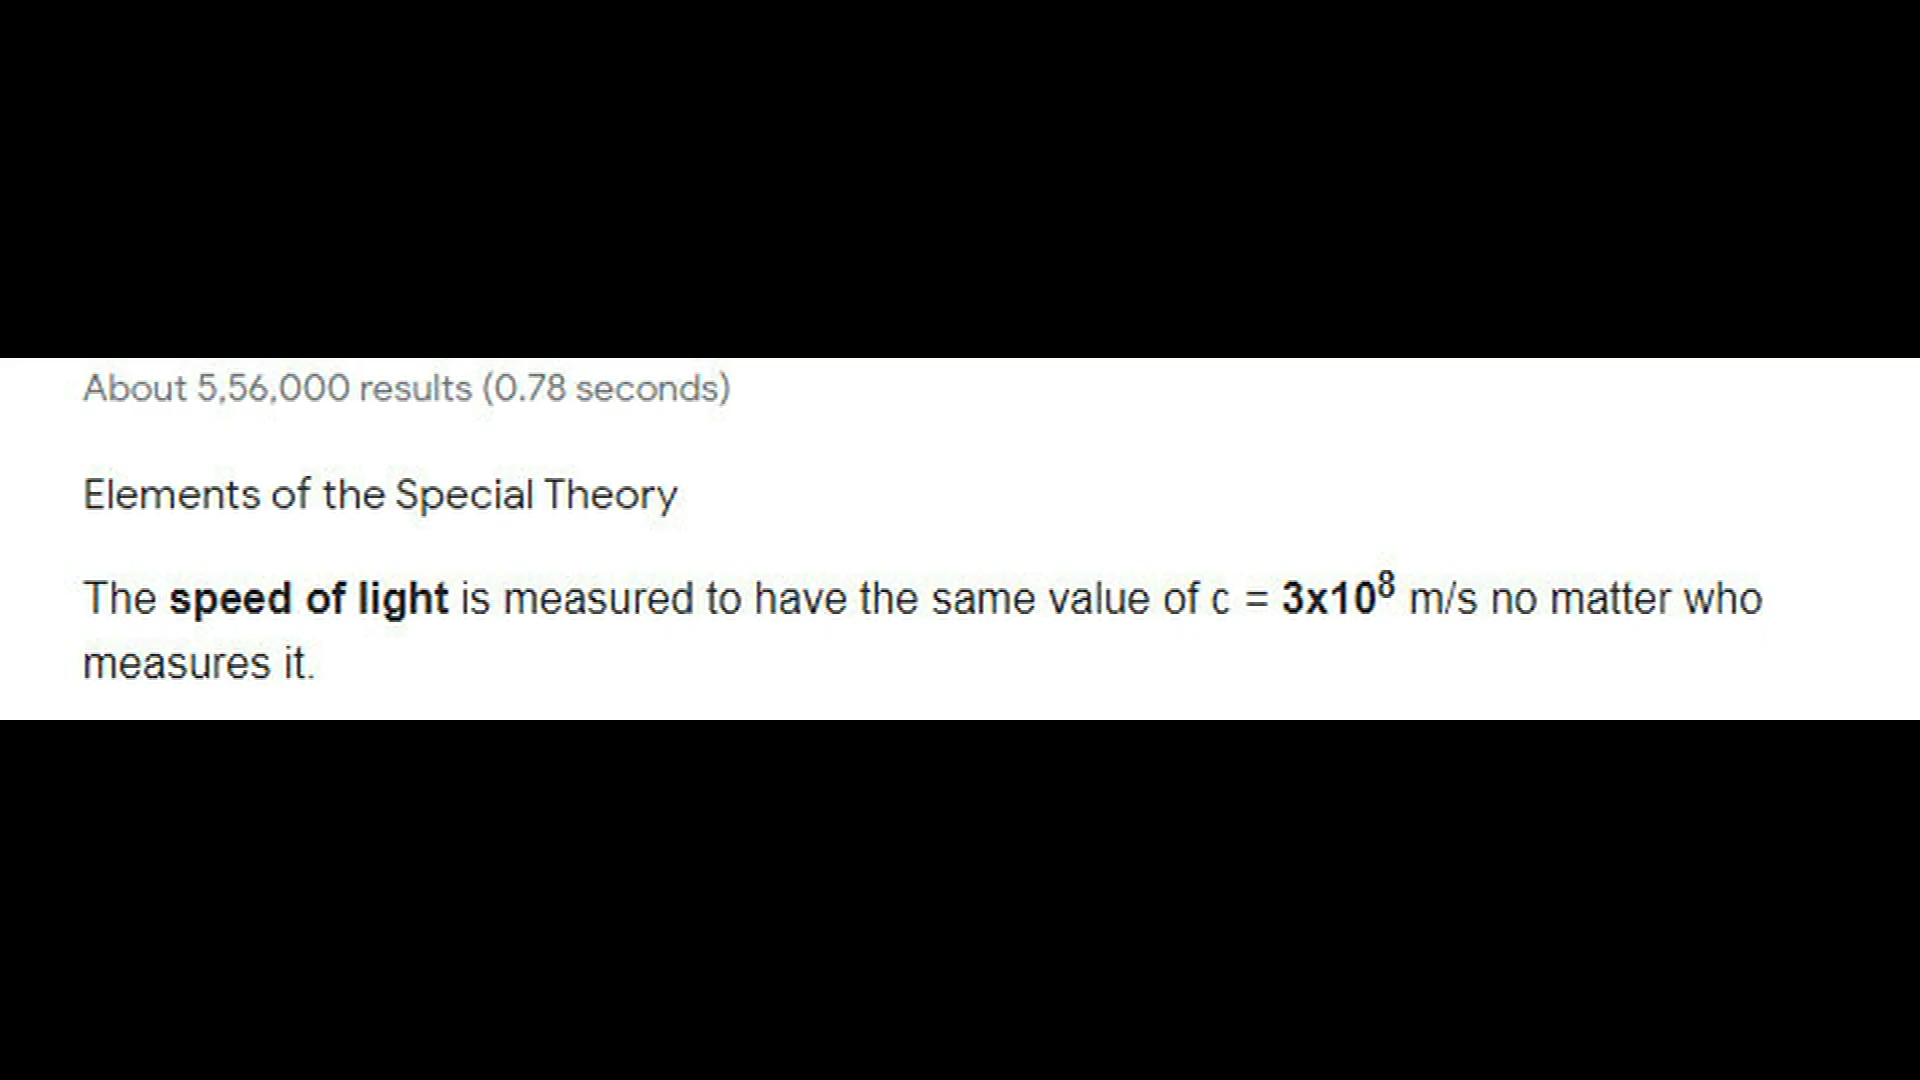 About 5,56,000 results (0.78 seconds)
Elements of the Special Theory
The speed of light is measured to have the same value of c = 3x10⁸ m/s no matter who
measures it.